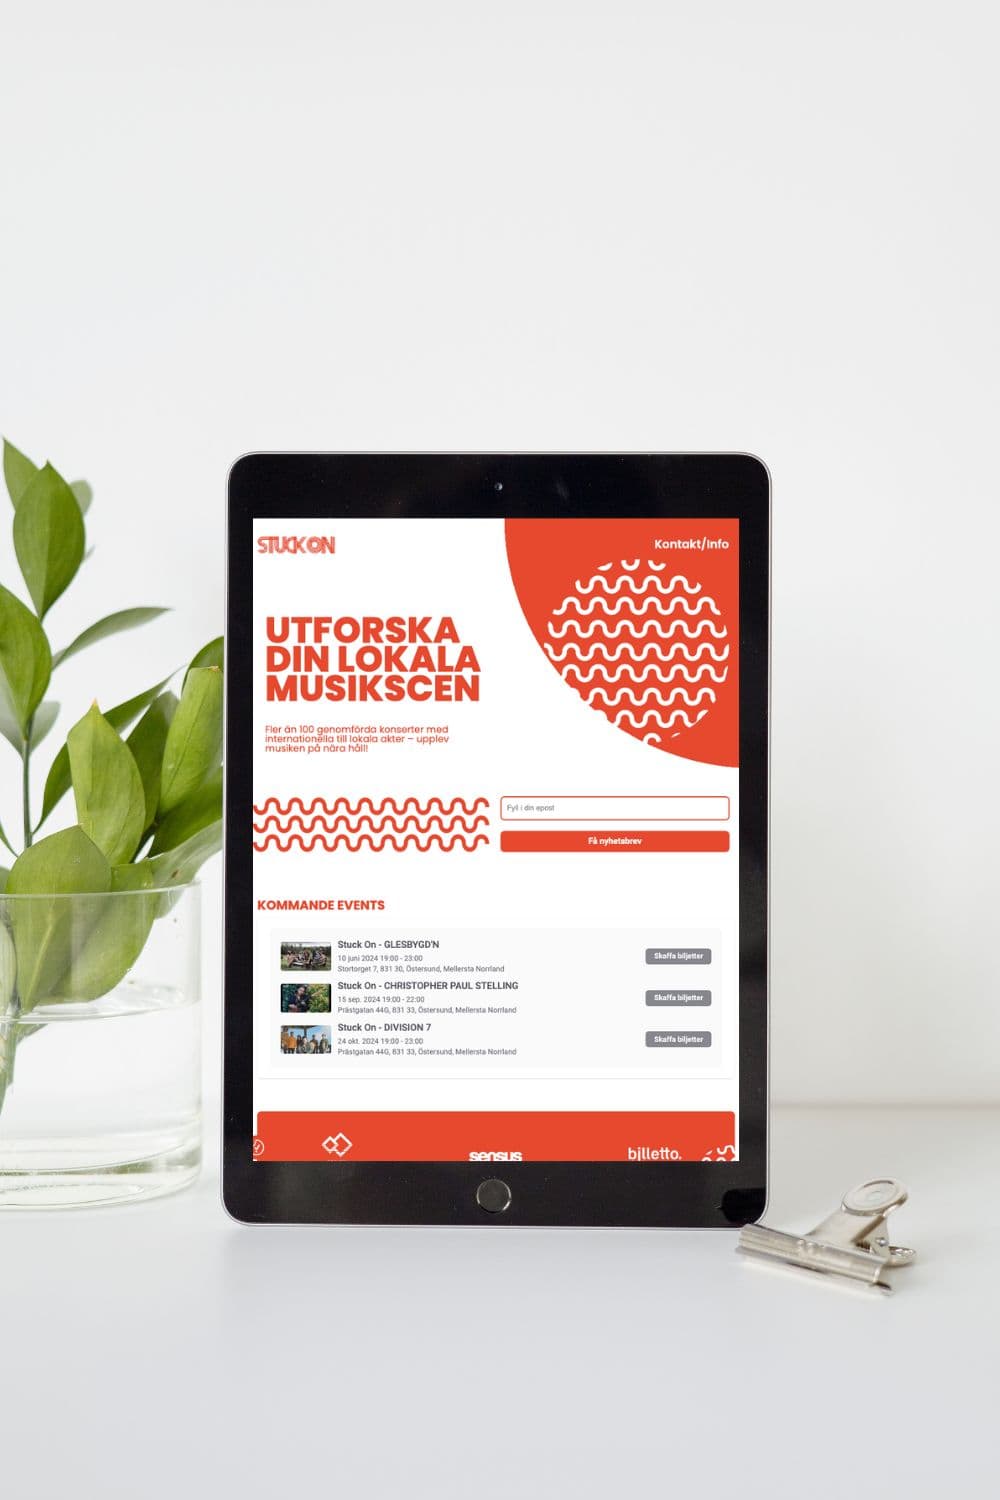 STUCK ON
Kontakt/Info
UTFORSKA
DIN LOKALA
MUSIKSCEN
Fler än 100 genomförda konserter med
internationella till lokala akter – upplev
musiken på nära håll!
Fyll i din epost
Få nyhetsbrev
KOMMANDE EVENTS
Stuck On - GLESBYGD'N
10 juni 2024 19:00 - 23:00
Stortorget 7, 831 30, Östersund, Mellersta Norrland
Skaffa biljetter
Stuck On - CHRISTOPHER PAUL STELLING
15 sep. 2024 19:00 - 22:00
Prästgatan 44G, 831 33, Östersund, Mellersta Norrland
Skaffa biljetter
Stuck On - DIVISION 7
24 okt. 2024 19:00 - 23:00
Prästgatan 44G, 831 33, Östersund, Mellersta Norrland
Skaffa biljetter
sensus
billetto.